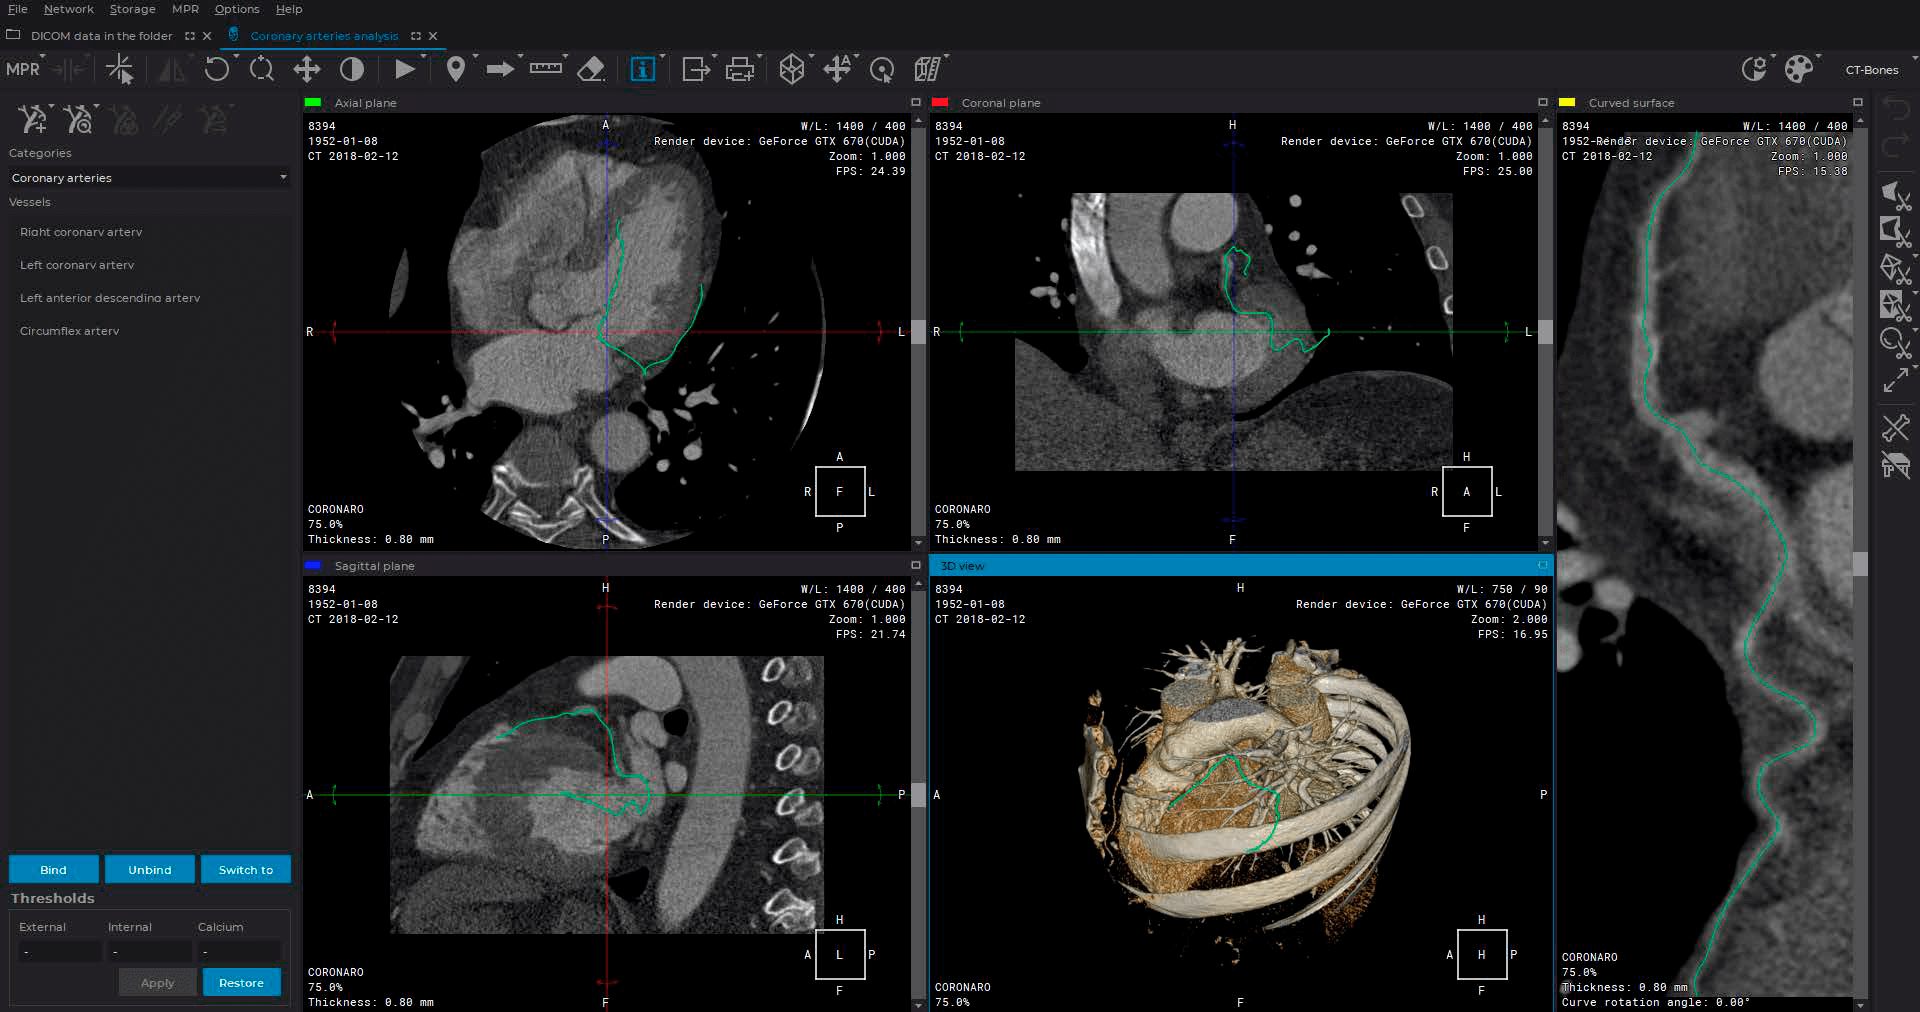 File Network Storage MPR Options Help
DICOM data in the folder Coronary arteries analysis
MPR A CT-Bones
Categories
Coronary arteries
Vessels
Right coronary artery
Left coronary artery
Left anterior descending artery
Circumflex artery
Bind Unbind Switch to
Thresholds
External Internal Calcium
- - -
Apply Restore
Axial plane
8394
1952-01-08
CT 2018-02-12
A
W/L: 1400 / 400
Render device: GeForce GTX 670(CUDA)
Zoom: 1.000
FPS: 24.39
R L
A
R F L
P
CORONARO
75.0%
Thickness: 0.80 mm
P
Coronal plane
8394
1952-01-08
CT 2018-02-12
H
W/L: 1400 / 400
Render device: GeForce GTX 670(CUDA)
Zoom: 1.000
FPS: 25.00
R L
H
R A L
F
CORONARO
75.0%
Thickness: 0.80 mm
F
Sagittal plane
8394
1952-01-08
CT 2018-02-12
H
W/L: 1400 / 400
Render device: GeForce GTX 670(CUDA)
Zoom: 1.000
FPS: 21.74
A P
H
A L P
F
CORONARO
75.0%
Thickness: 0.80 mm
F
3D view
8394
1952-01-08
CT 2018-02-12
H
W/L: 750 / 90
Render device: GeForce GTX 670(CUDA)
Zoom: 2.000
FPS: 16.95
A P
H
A H P
F
CORONARO
75.0%
F
Curved surface
8394
1952-01-08
CT 2018-02-12
W/L: 1400 / 400
Render device: GeForce GTX 670(CUDA)
Zoom: 1.000
FPS: 15.38
CORONARO
75.0%
Thickness: 0.80 mm
Curve rotation angle: 0.00°